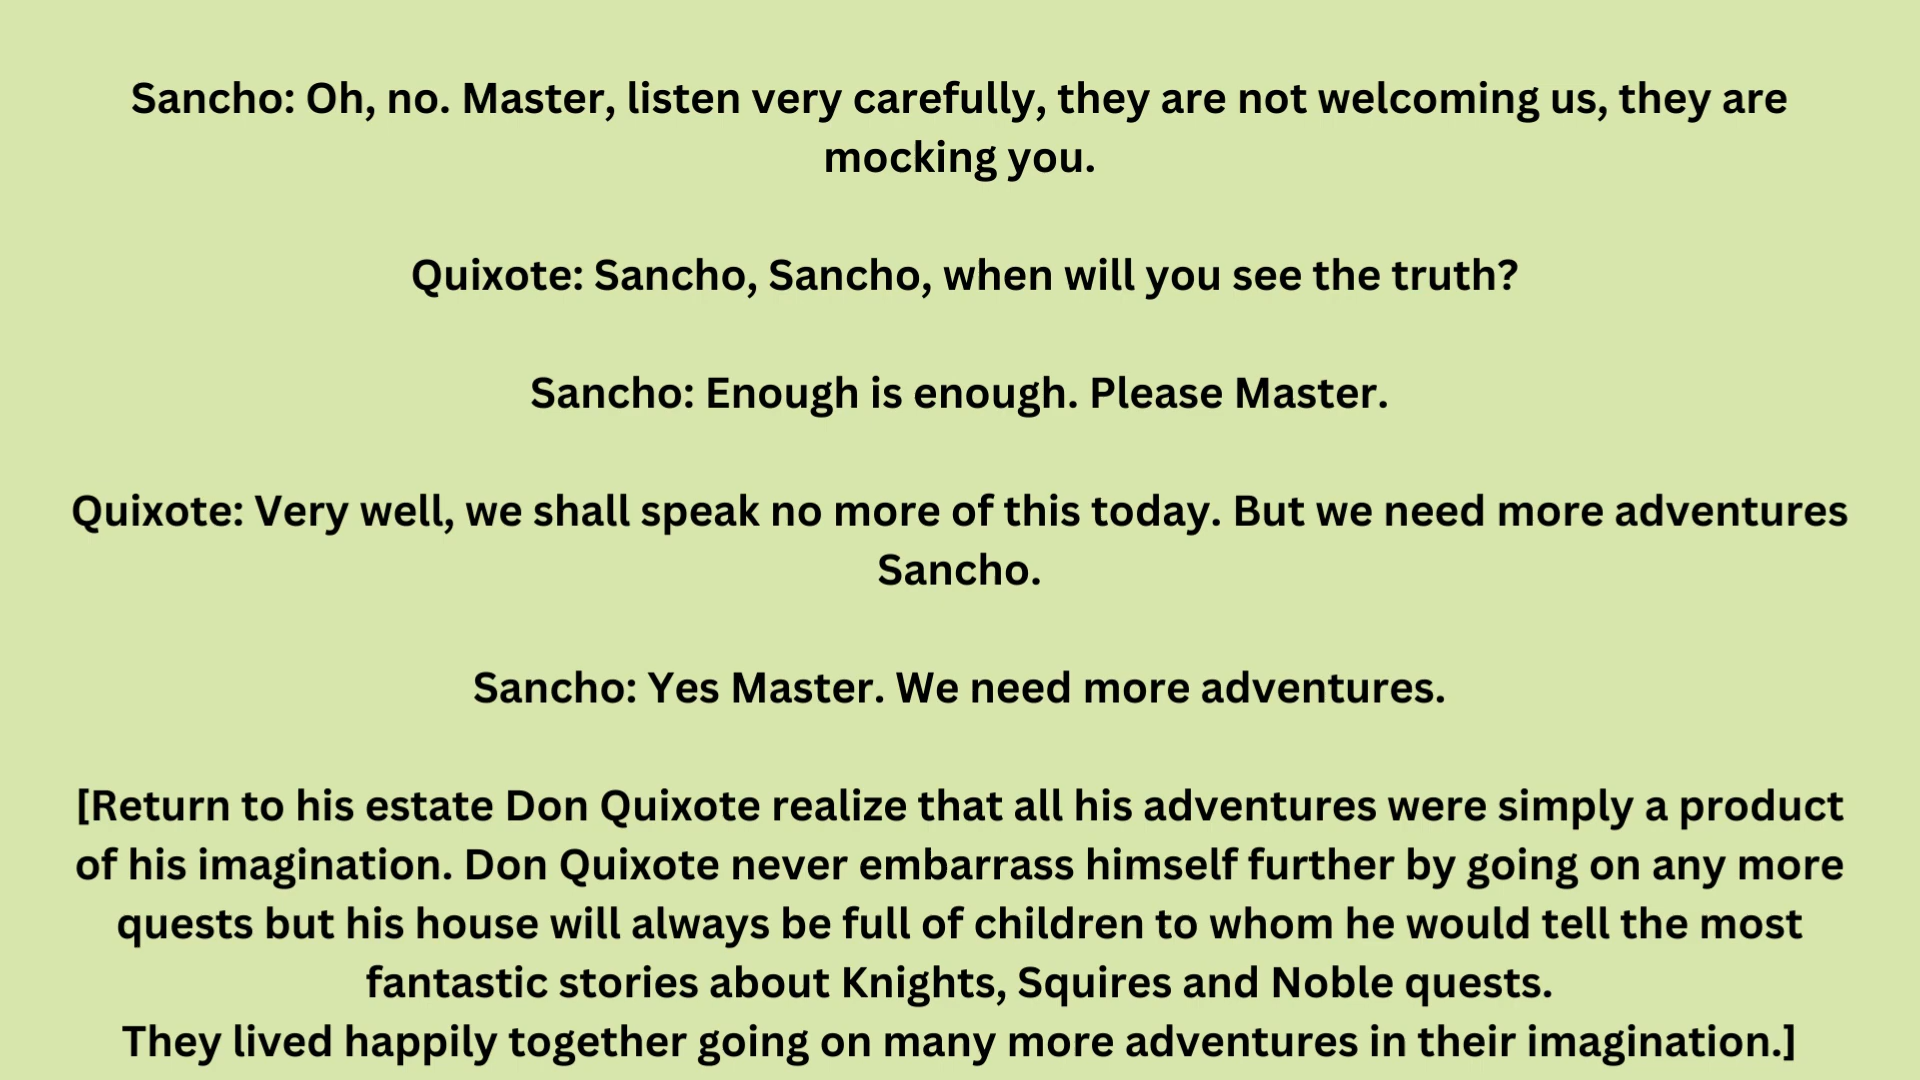 Sancho: Oh, no. Master, listen very carefully, they are not welcoming us, they are
mocking you.
Quixote: Sancho, Sancho, when will you see the truth?
Sancho: Enough is enough. Please Master.
Quixote: Very well, we shall speak no more of this today. But we need more adventures
Sancho.
Sancho: Yes Master. We need more adventures.
[Return to his estate Don Quixote realize that all his adventures were simply a product
of his imagination. Don Quixote never embarrass himself further by going on any more
quests but his house will always be full of children to whom he would tell the most
fantastic stories about Knights, Squires and Noble quests.
They lived happily together going on many more adventures in their imagination.]